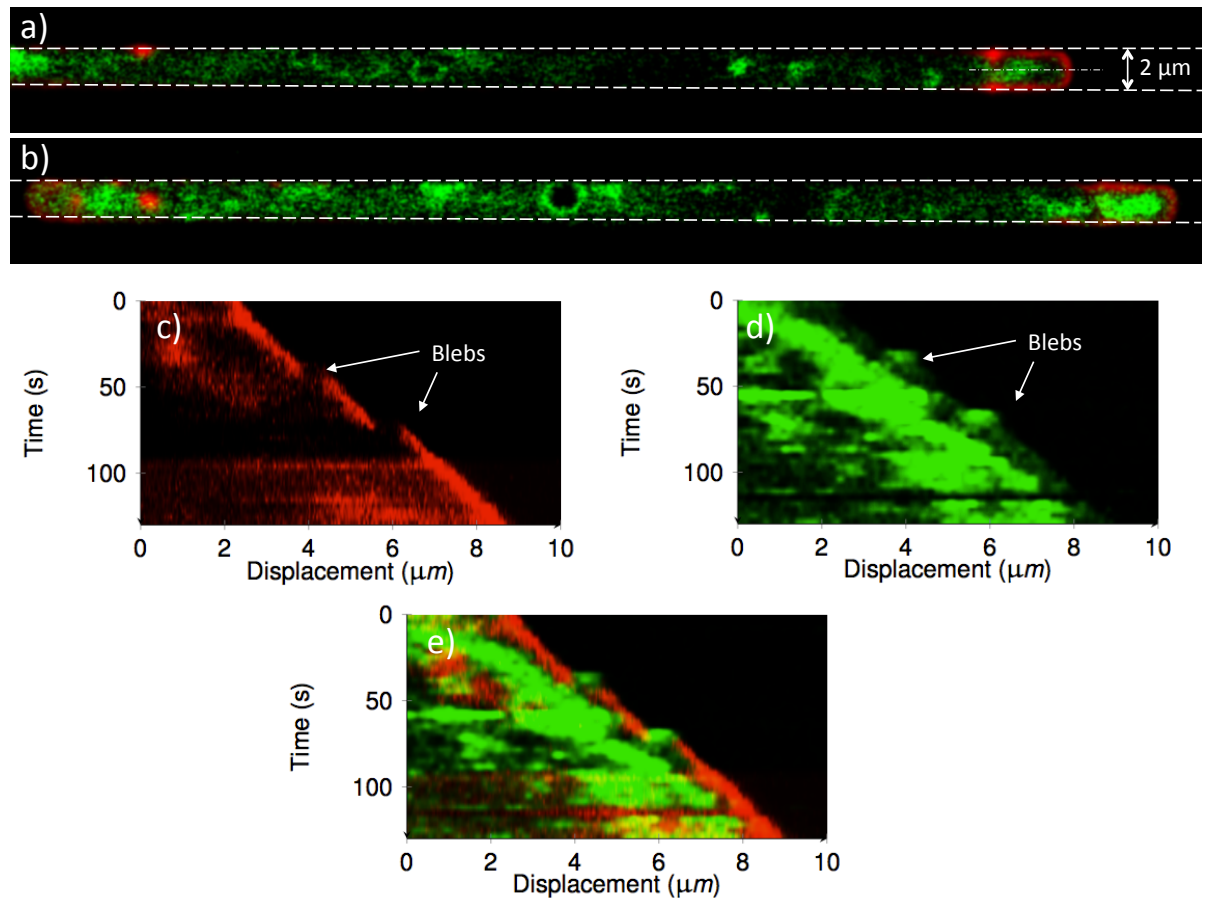 a)
2 μm
b)
c)
Blebs
0
50
100
Time (s)
0 2 4 6 8 10
Displacement (μm)
d)
Blebs
0
50
100
Time (s)
0 2 4 6 8 10
Displacement (μm)
e)
0
50
100
Time (s)
0 2 4 6 8 10
Displacement (μm)